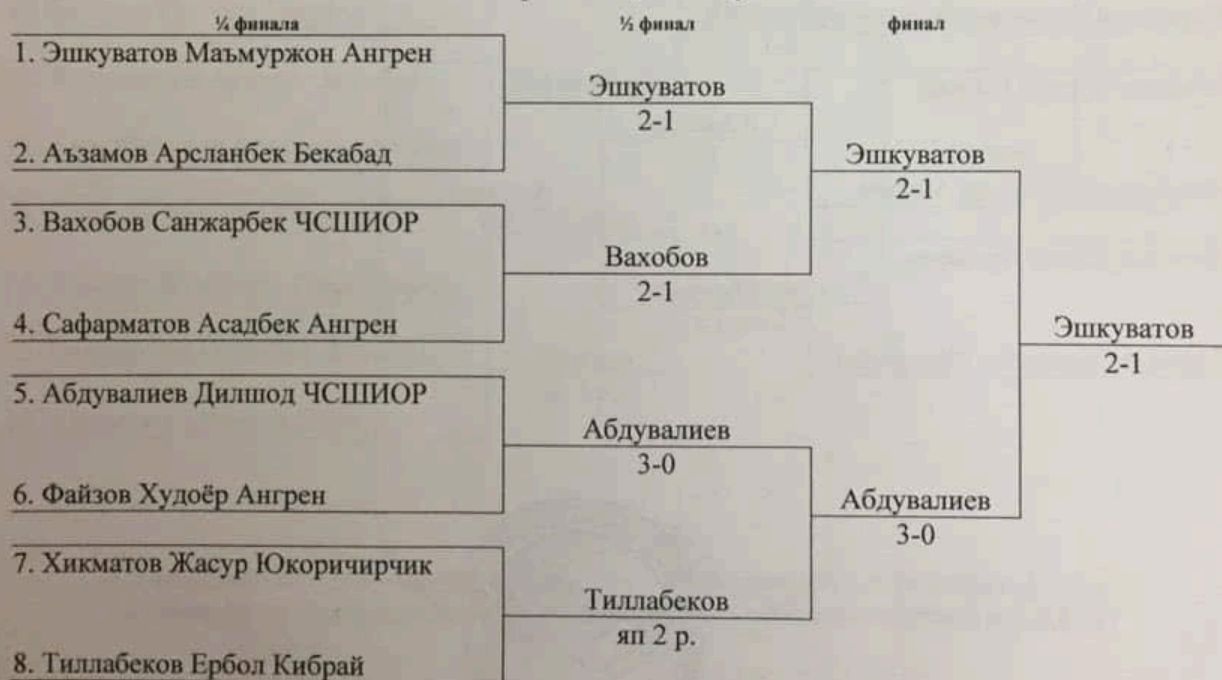 ¼ финала
½ финал
финал
1. Эшкуватов Маъмуржон Ангрен
Эшкуватов
2-1
2. Аъзамов Арсланбек Бекабад
Эшкуватов
2-1
3. Вахобов Санжарбек ЧСШИОР
Вахобов
2-1
4. Сафарматов Асадбек Ангрен
Эшкуватов
2-1
5. Абдувалиев Дилшод ЧСШИОР
Абдувалиев
3-0
6. Файзов Худоёр Ангрен
Абдувалиев
3-0
7. Хикматов Жасур Юкоричирчик
Тиллабеков
яп 2 р.
8. Тиллабеков Ербол Кибрай